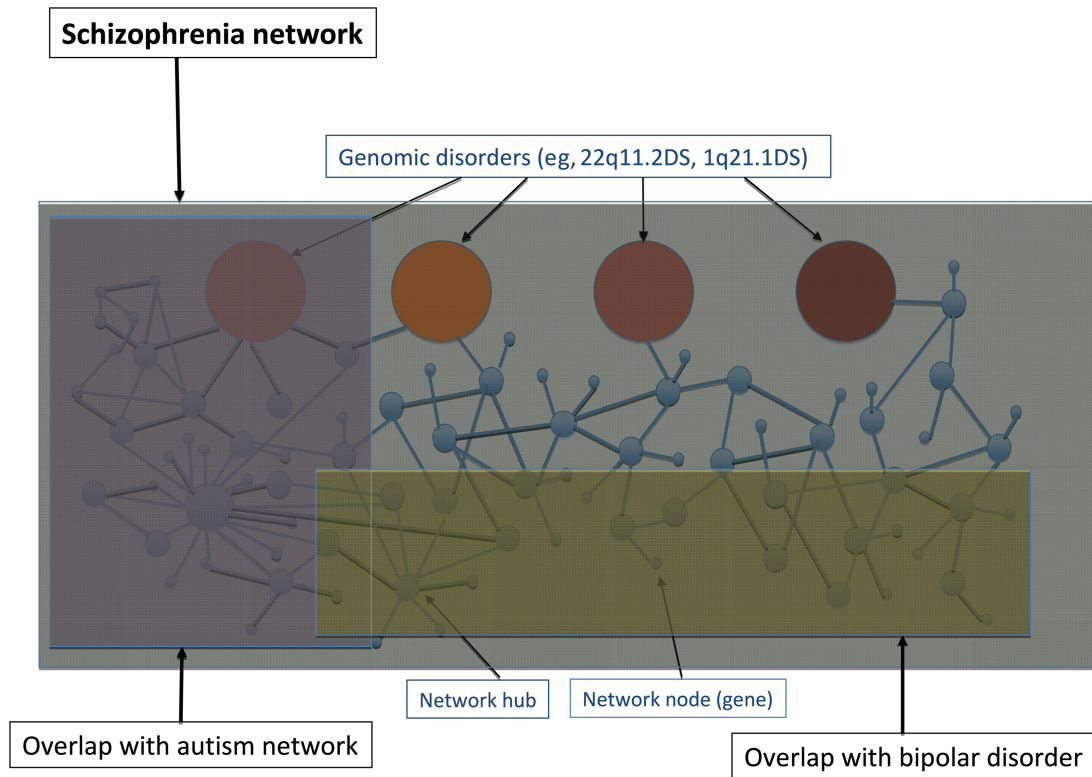 Schizophrenia network
Genomic disorders (eg, 22q11.2DS, 1q21.1DS)
Network hub
Network node (gene)
Overlap with autism network
Overlap with bipolar disorder